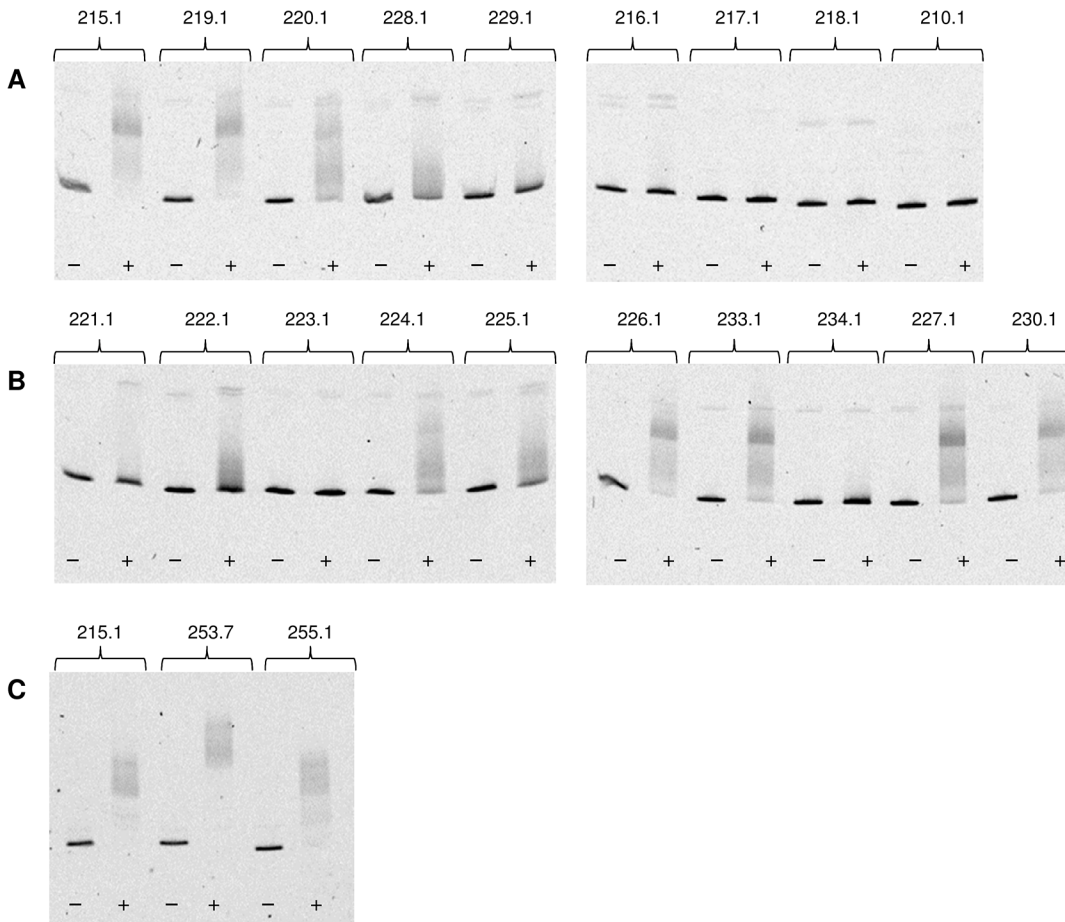 215.1 219.1 220.1 228.1 229.1 216.1 217.1 218.1 210.1
A
− + − + − + − + − + − + − + − + − +
221.1 222.1 223.1 224.1 225.1 226.1 233.1 234.1 227.1 230.1
B
− + − + − + − + − + − + − + − + − + − +
215.1 253.7 255.1
C
− + − + − +